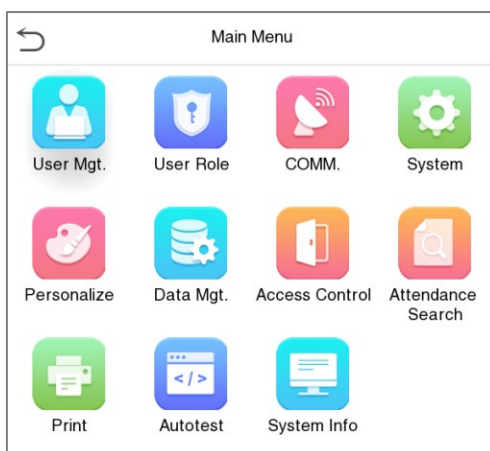 Main Menu
User Mgt.
User Role
COMM.
System
Personalize
Data Mgt.
Access Control
Attendance
Search
Print
Autotest
</>
System Info